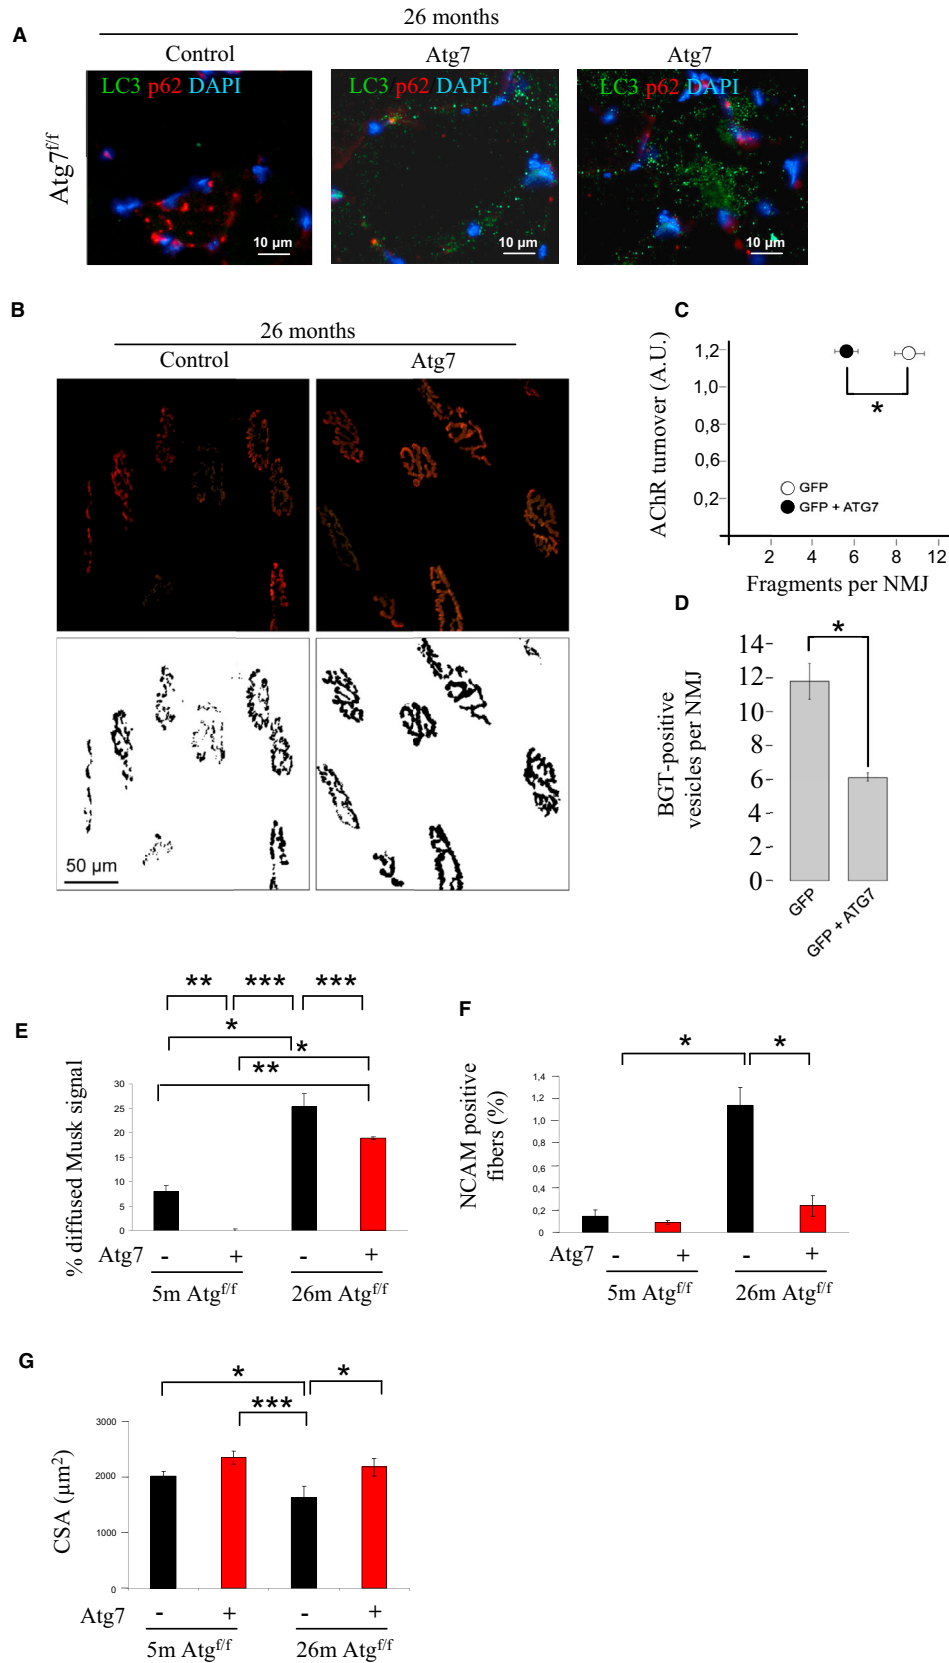 A
26 months
Control Atg7 Atg7
LC3 p62 DAPI LC3 p62 DAPI LC3 p62 DAPI
Atg7f/f
10 µm 10 µm 10 µm
B
26 months
Control Atg7
50 µm
C
AChR turnover (A.U.)
1,2
1,0
0,8
0,6
0,2
*
GFP
GFP + ATG7
2 4 6 8 12
Fragments per NMJ
D
BGT-positive
vesicles per NMJ
14
12
10
8
6
4
2
0
*
GFP
GFP + ATG7
E
** *** ***
*
*
**
% diffused Musk signal
30
25
20
15
10
5
0
Atg7 - + - +
5m Atgf/f 26m Atgf/f
F
* *
NCAM positive
fibers (%)
1,4
1,2
1,0
0,8
0,6
0,4
0,2
0
Atg7 - + - +
5m Atgf/f 26m Atgf/f
G
* *
***
CSA (µm2)
3000
2000
1000
0
Atg7 - + - +
5m Atgf/f 26m Atgf/f